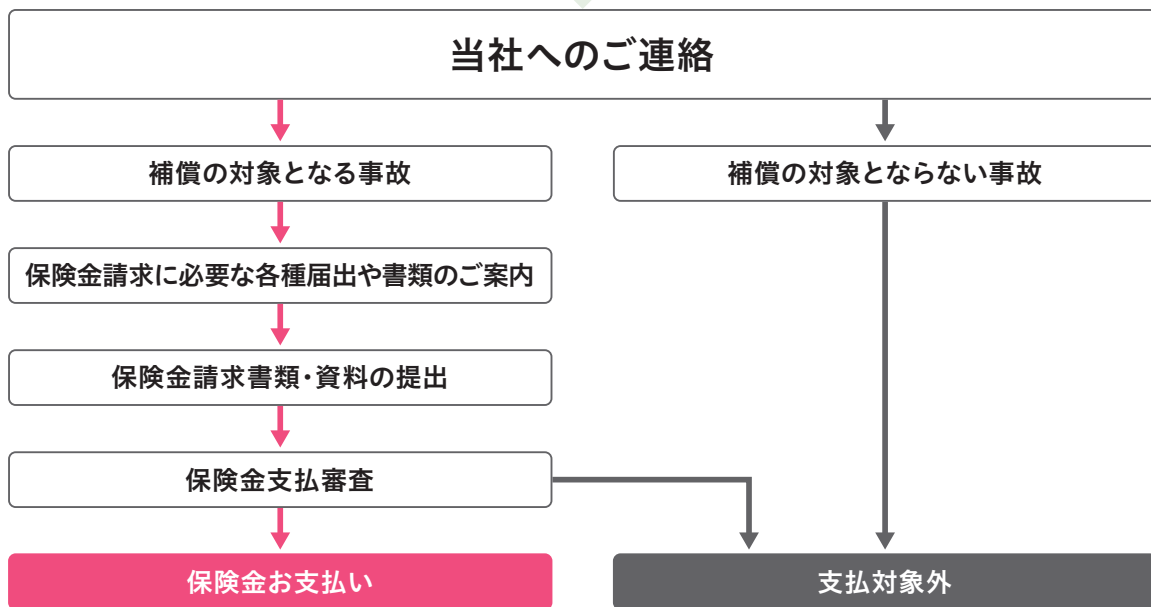 当社へのご連絡
補償の対象となる事故
補償の対象とならない事故
保険金請求に必要な各種届出や書類のご案内
保険金請求書類・資料の提出
保険金支払審査
保険金お支払い
支払対象外